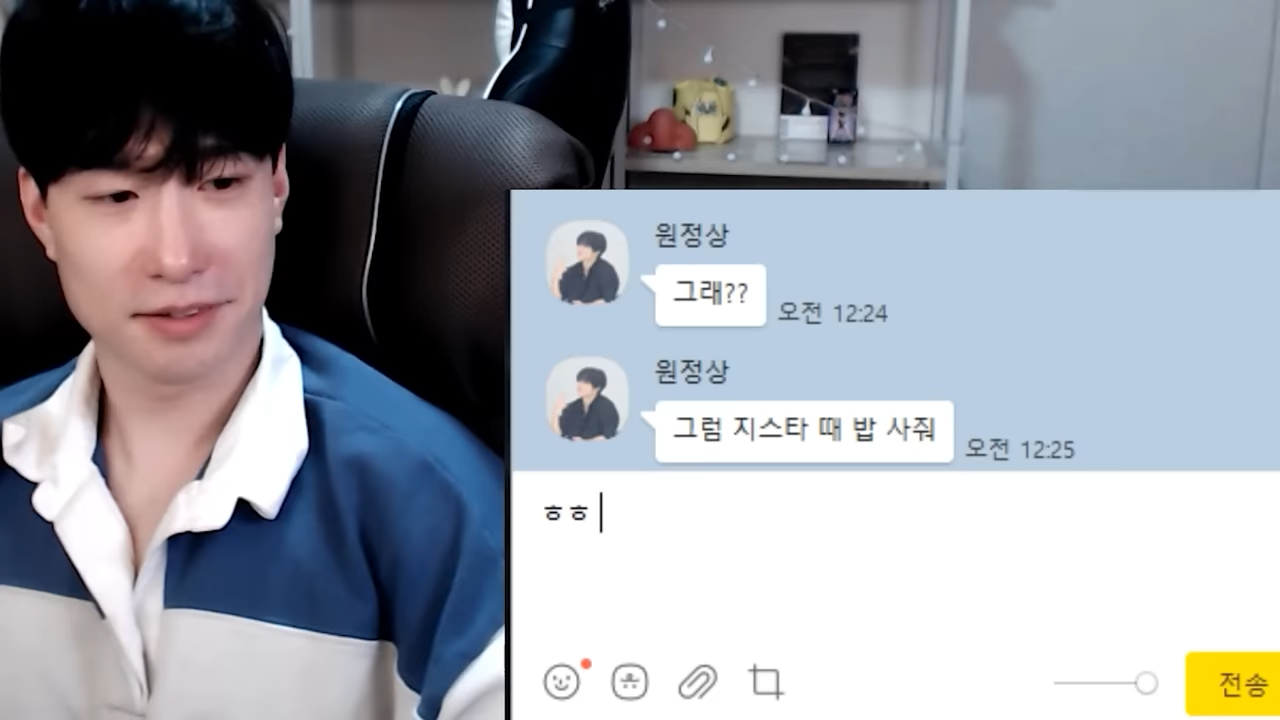 원정상
그래??
오전 12:24
원정상
그럼 지스타 때 밥 사줘
오전 12:25
ㅎㅎ
전송